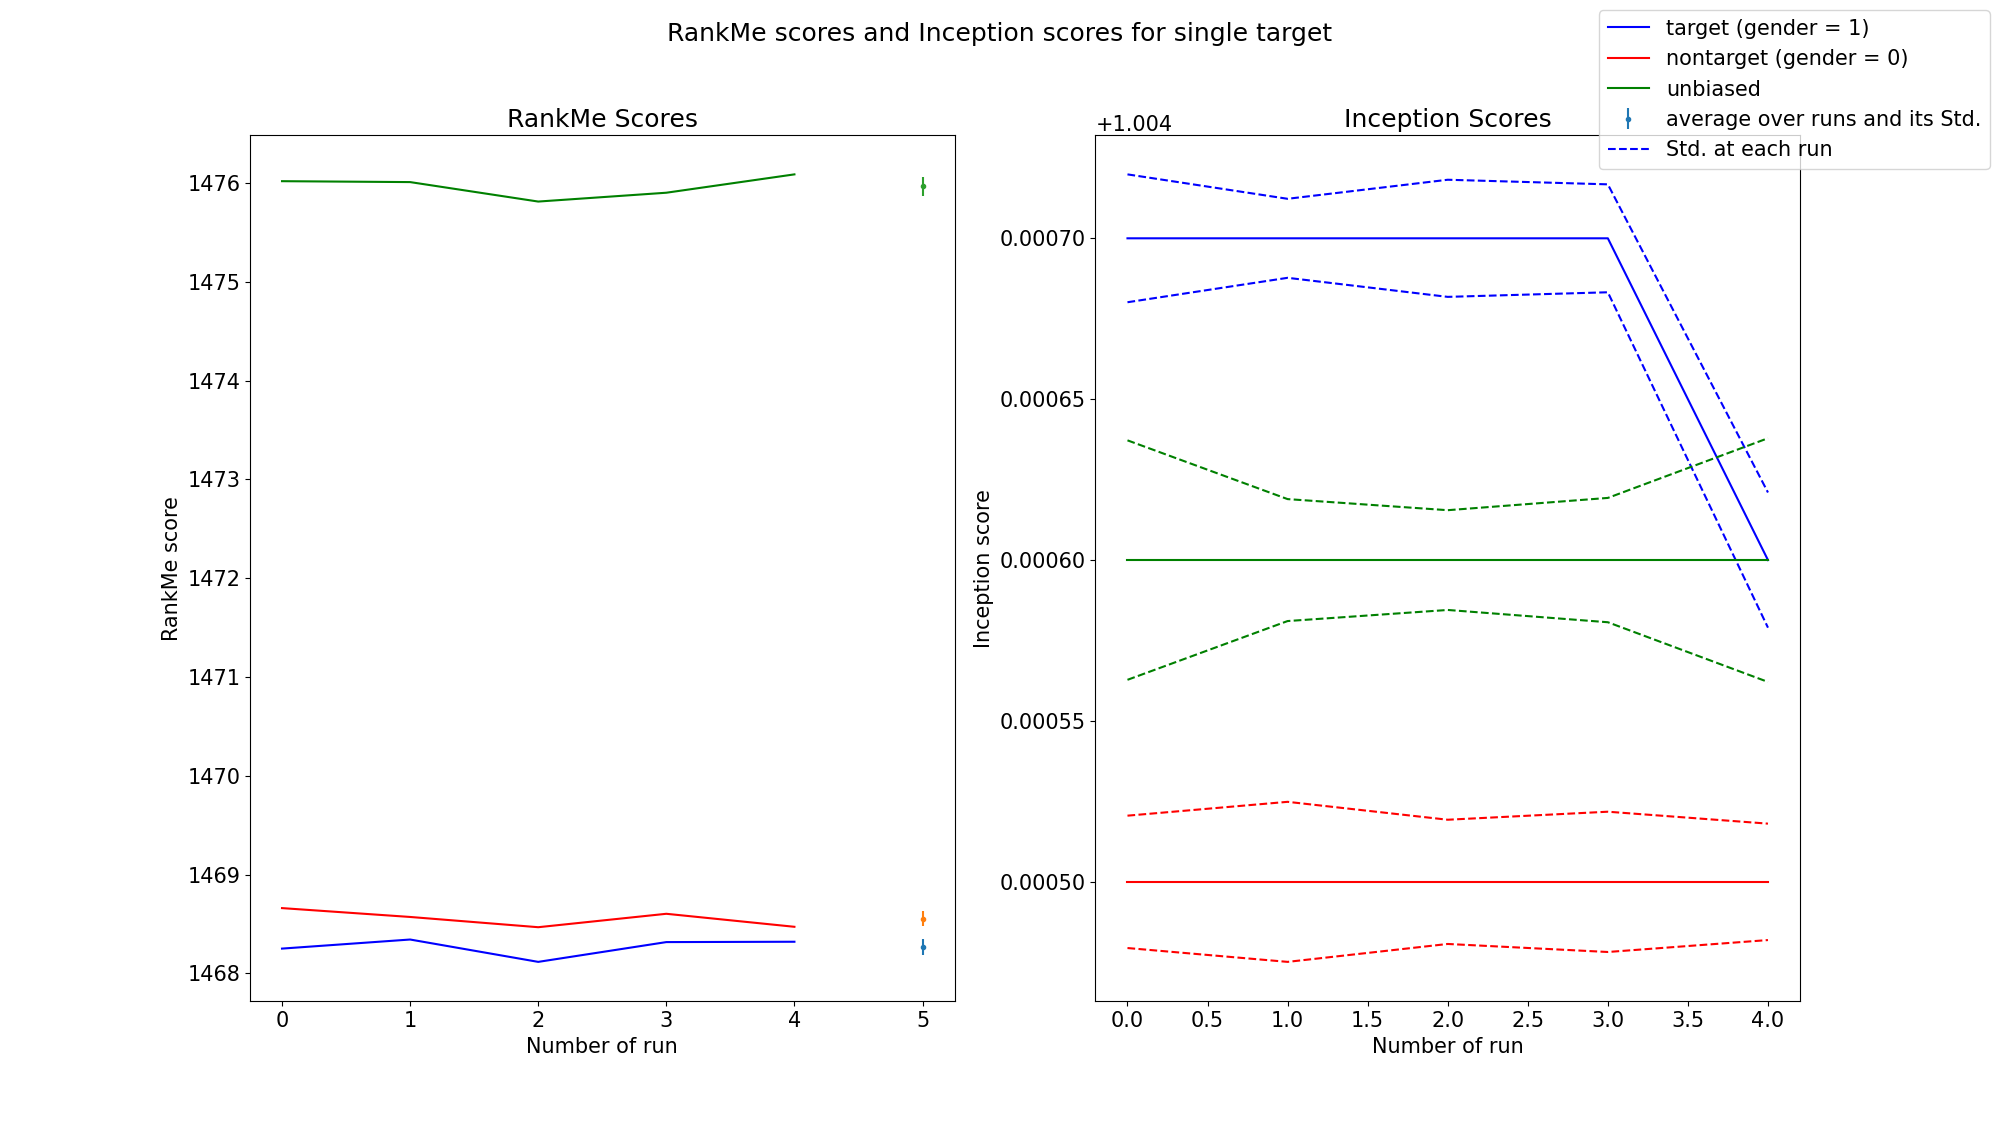 RankMe scores and Inception scores for single target
target (gender = 1)
nontarget (gender = 0)
unbiased
average over runs and its Std.
Std. at each run
RankMe Scores
1476
1475
1474
1473
1472
1471
1470
1469
1468
RankMe score
0 1 2 3 4 5
Number of run
Inception Scores
+1.004
0.00070
0.00065
0.00060
0.00055
0.00050
Inception score
0.0 0.5 1.0 1.5 2.0 2.5 3.0 3.5 4.0
Number of run